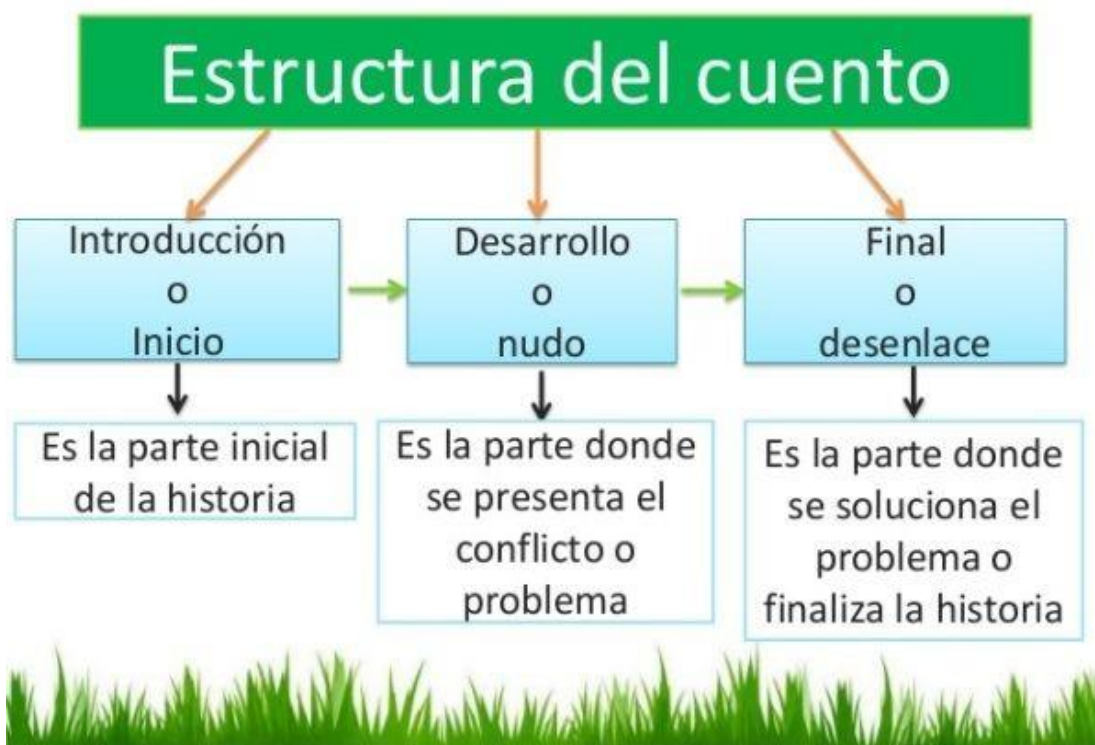 Estructura del cuento
Introducción
o
Inicio
Desarrollo
o
nudo
Final
o
desenlace
Es la parte inicial
de la historia
Es la parte donde
se presenta el
conflicto o
problema
Es la parte donde
se soluciona el
problema o
finaliza la historia